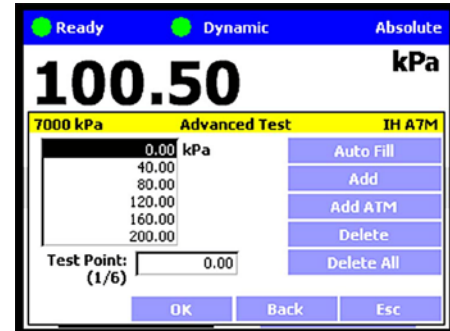 Ready Dynamic Absolute
100.50 kPa
7000 kPa Advanced Test IH A7M
0.00 kPa Auto Fill
40.00
80.00 Add
120.00 Add ATM
160.00
200.00 Delete
Test Point: 0.00 Delete All
(1/6)
OK Back Esc